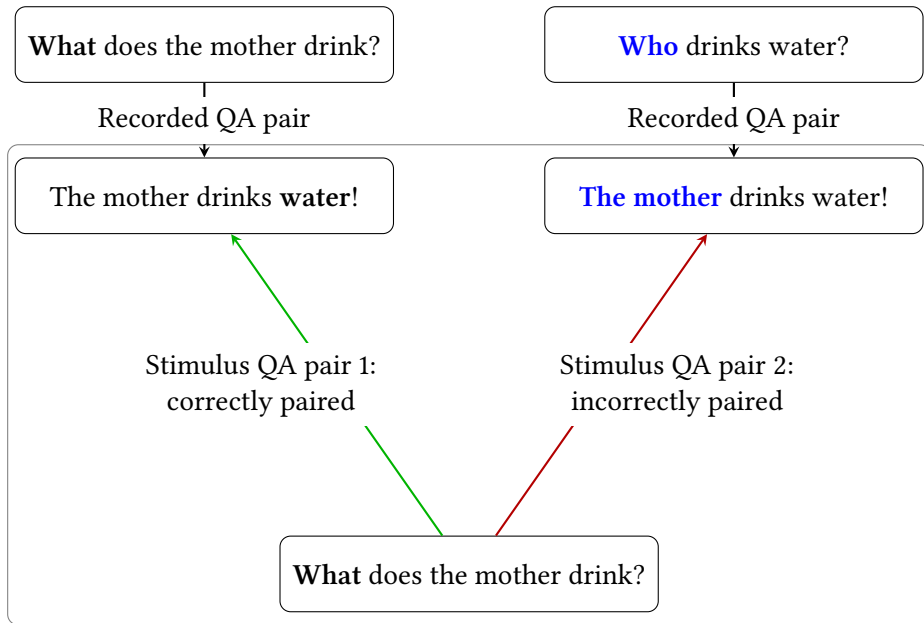 What does the mother drink?
Who drinks water?
Recorded QA pair
Recorded QA pair
The mother drinks water!
The mother drinks water!
Stimulus QA pair 1:
correctly paired
Stimulus QA pair 2:
incorrectly paired
What does the mother drink?